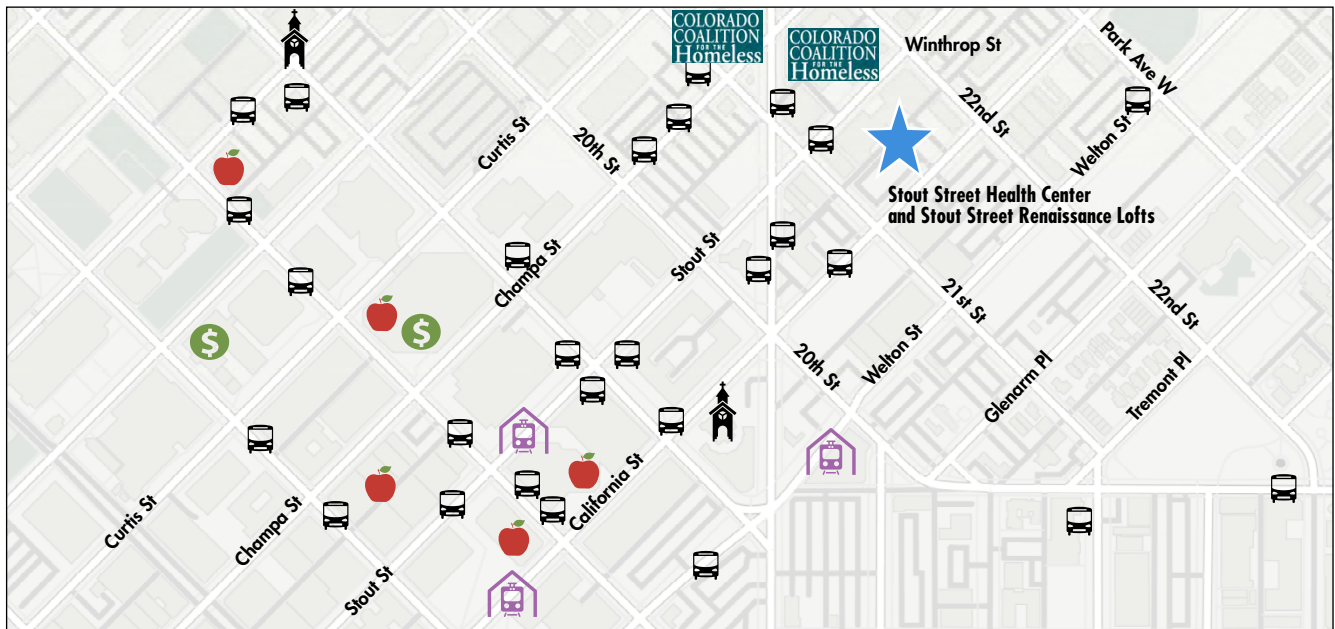 COLORADO
COALITION
FOR THE
Homeless
COLORADO
COALITION
FOR THE
Homeless
Winthrop St
Park Ave W
22nd St
Welton St
Curtis St
20th St
Stout Street Health Center
and Stout Street Renaissance Lofts
Stout St
Champa St
21st St
22nd St
20th St
Welton St
Glenarm Pl
Tremont Pl
$
$
California St
Curtis St
Champa St
Stout St